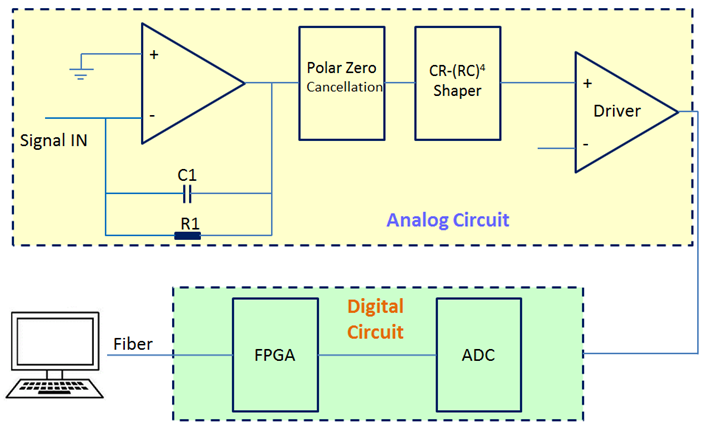 +
-
Signal IN
C1
R1
Polar Zero
Cancellation
CR-(RC)⁴
Shaper
+
Driver
-
Analog Circuit
Digital
Circuit
Fiber
FPGA
ADC